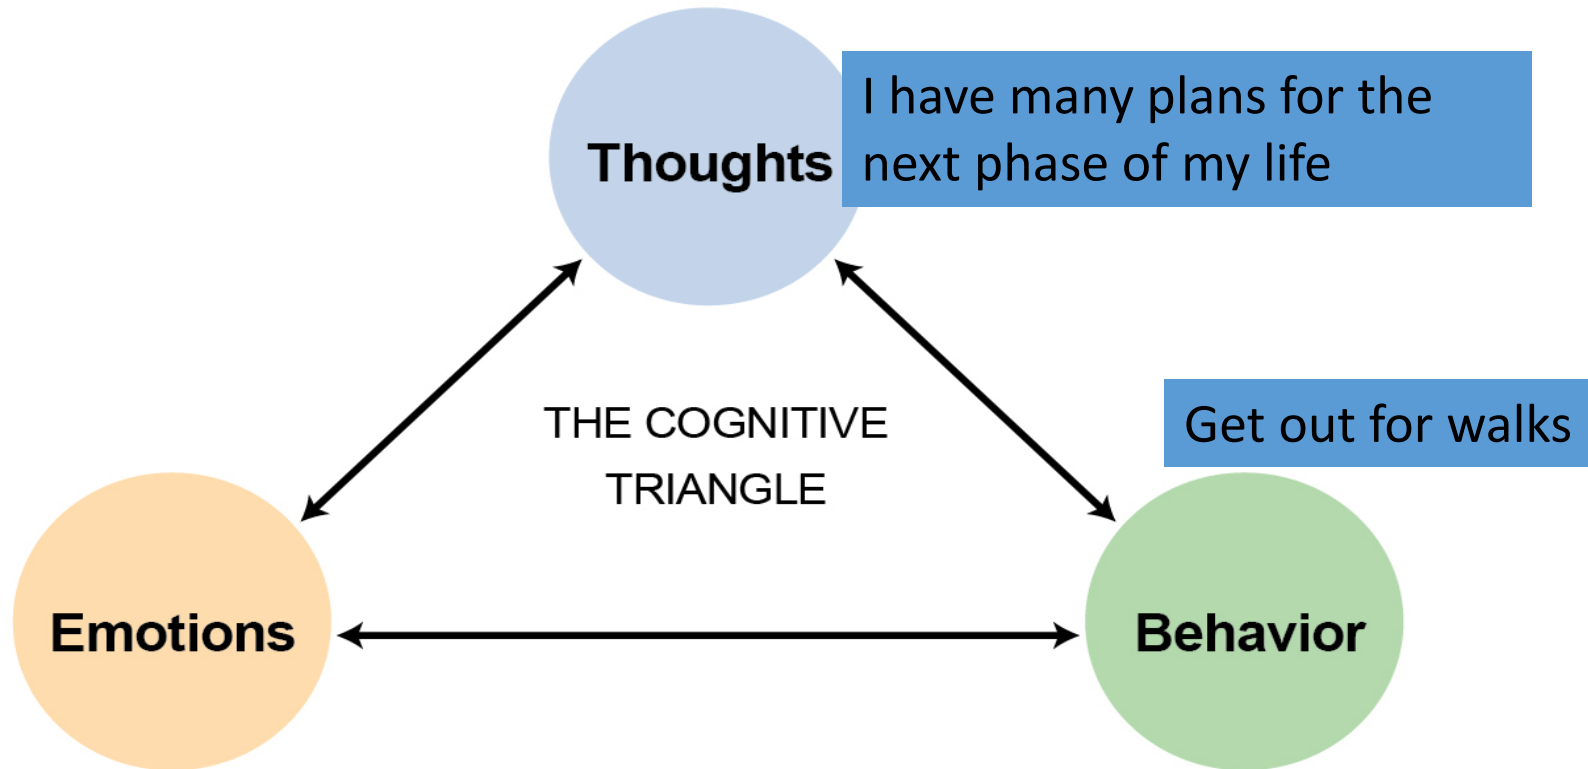 Thoughts
I have many plans for the
next phase of my life
THE COGNITIVE
TRIANGLE
Get out for walks
Emotions
Behavior